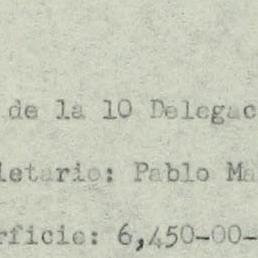 de la 10 Delegac
letario: Pablo Ma
rficie: 6,450-00-